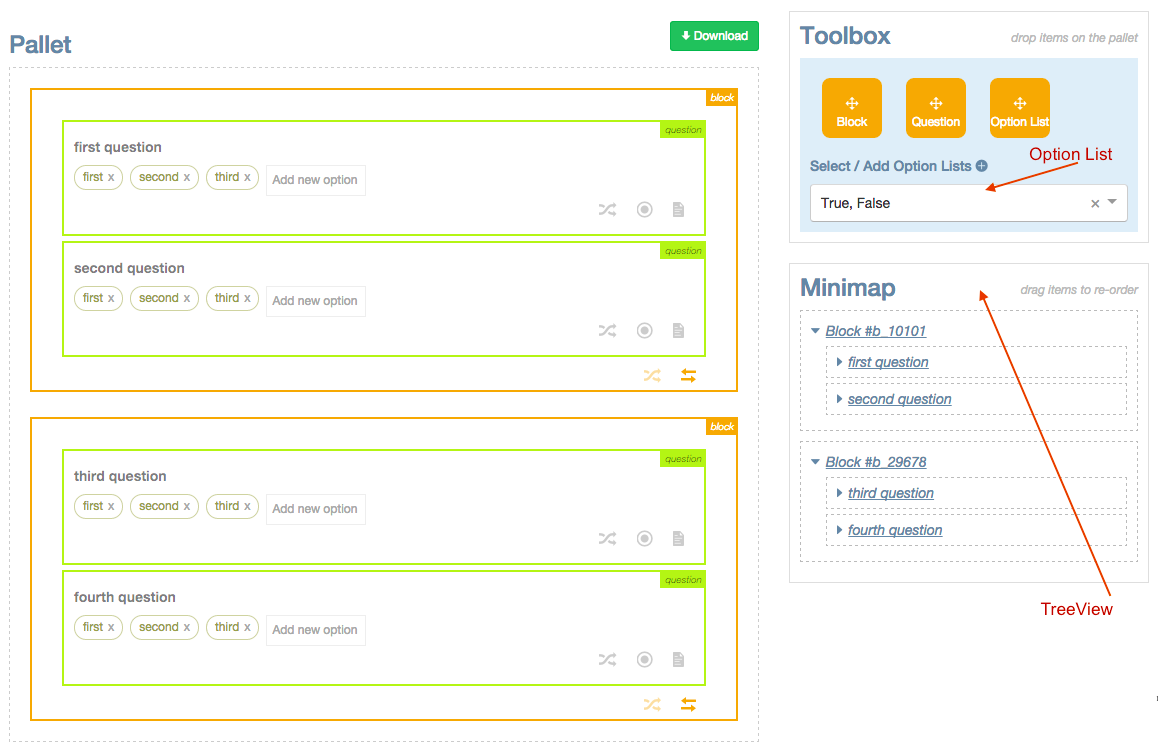 Pallet
Download
block
question
first question
first x second x third x Add new option
question
second question
first x second x third x Add new option
block
question
third question
first x second x third x Add new option
question
fourth question
first x second x third x Add new option
Toolbox
drop items on the pallet
Block Question Option List
Option List
Select / Add Option Lists
True, False ×
Minimap
drag items to re-order
Block #b_10101
first question
second question
Block #b_29678
third question
fourth question
TreeView